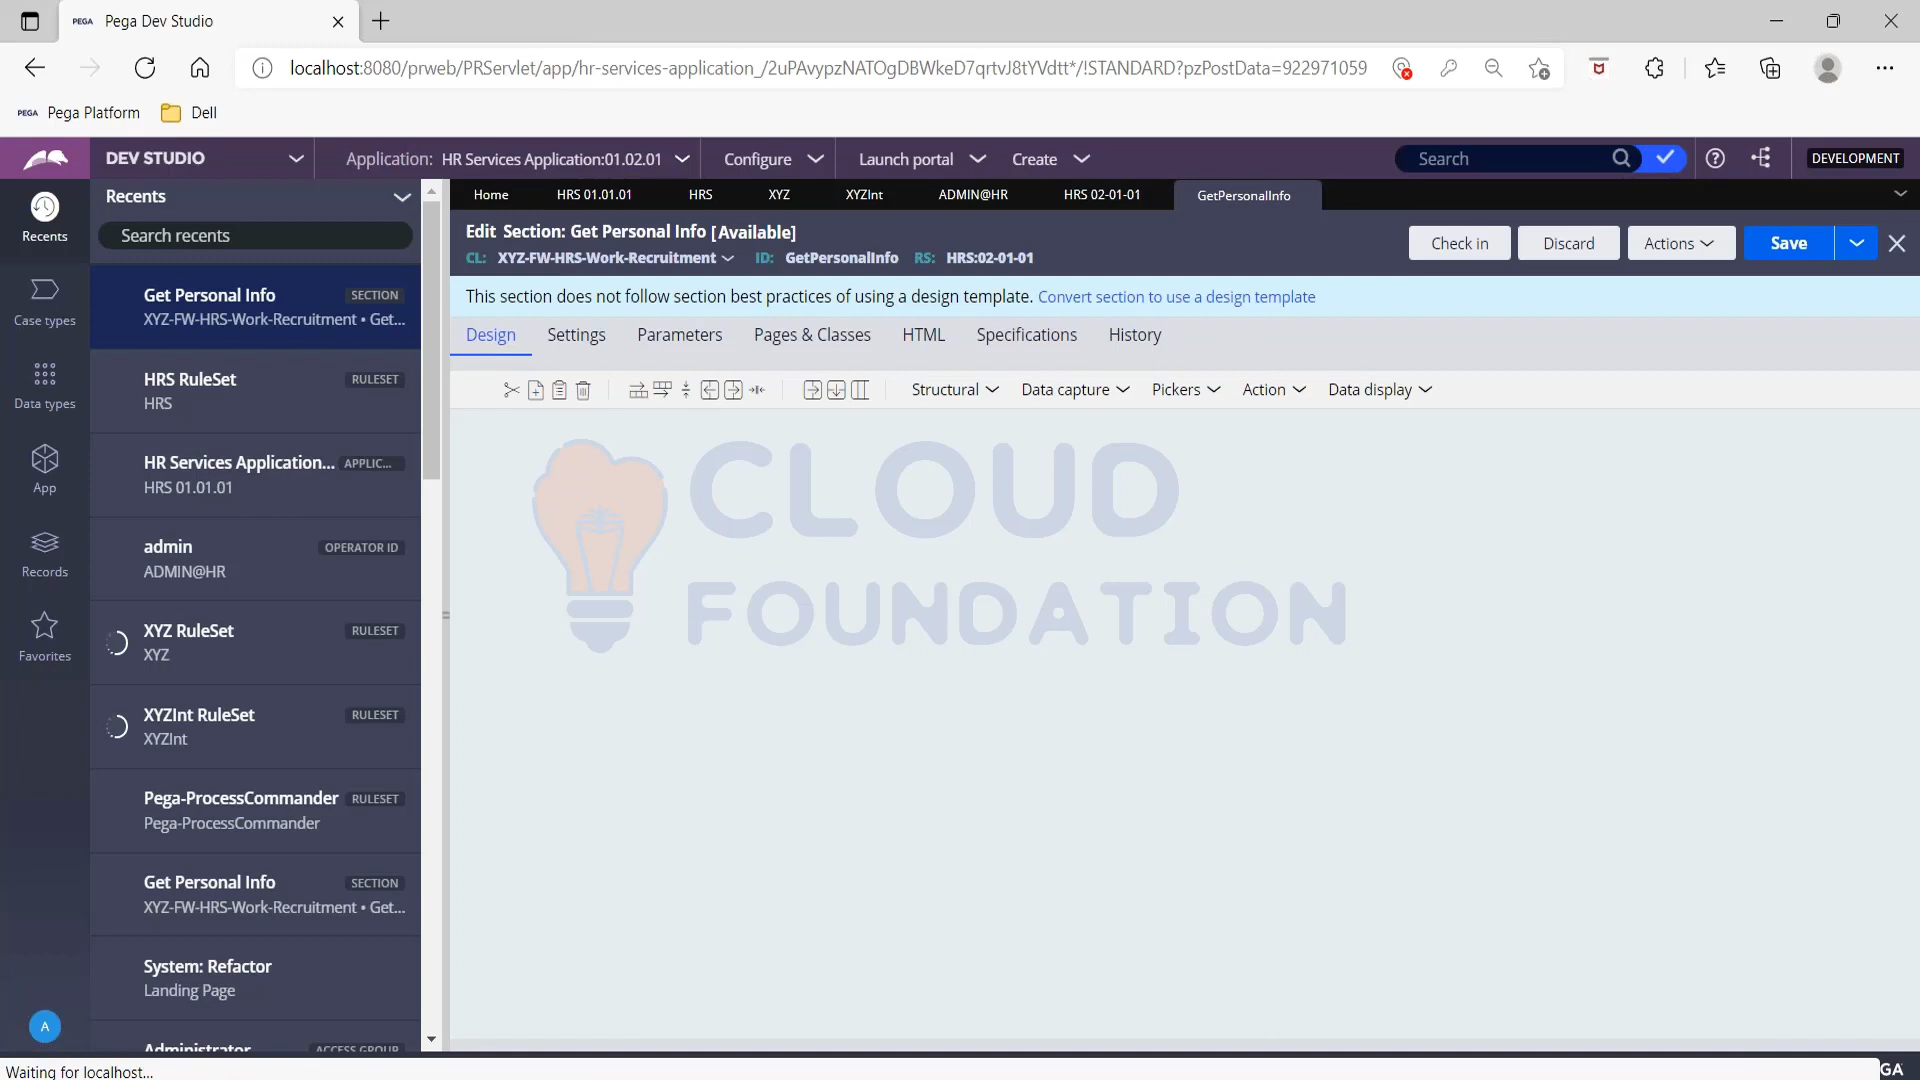 PEGA Pega Dev Studio
localhost:8080/prweb/PRServlet/app/hr-services-application_/2uPAvypzNATOgDBWkeD7qrtvJ8tYVdtt*/!STANDARD?pzPostData=922971059
PEGA Pega Platform Dell
DEV STUDIO Application: HR Services Application:01.02.01 Configure Launch portal Create Search DEVELOPMENT
Recents
Home HRS 01.01.01 HRS XYZ XYZInt ADMIN@HR HRS 02-01-01 GetPersonalInfo
Recents
Search recents
Edit Section: Get Personal Info [Available]
CL: XYZ-FW-HRS-Work-Recruitment ID: GetPersonalInfo RS: HRS:02-01-01
Check in Discard Actions Save
This section does not follow section best practices of using a design template. Convert section to use a design template
Design Settings Parameters Pages & Classes HTML Specifications History
Structural Data capture Pickers Action Data display
Case types
Data types
App
Records
Favorites
A
Get Personal Info SECTION
XYZ-FW-HRS-Work-Recruitment • Get...
HRS RuleSet RULESET
HRS
HR Services Application... APPLIC...
HRS 01.01.01
admin OPERATOR ID
ADMIN@HR
XYZ RuleSet RULESET
XYZ
XYZInt RuleSet RULESET
XYZInt
Pega-ProcessCommander RULESET
Pega-ProcessCommander
Get Personal Info SECTION
XYZ-FW-HRS-Work-Recruitment • Get...
System: Refactor
Landing Page
Administrator ACCESS GROUP
CLOUD
FOUNDATION
Waiting for localhost...
GA